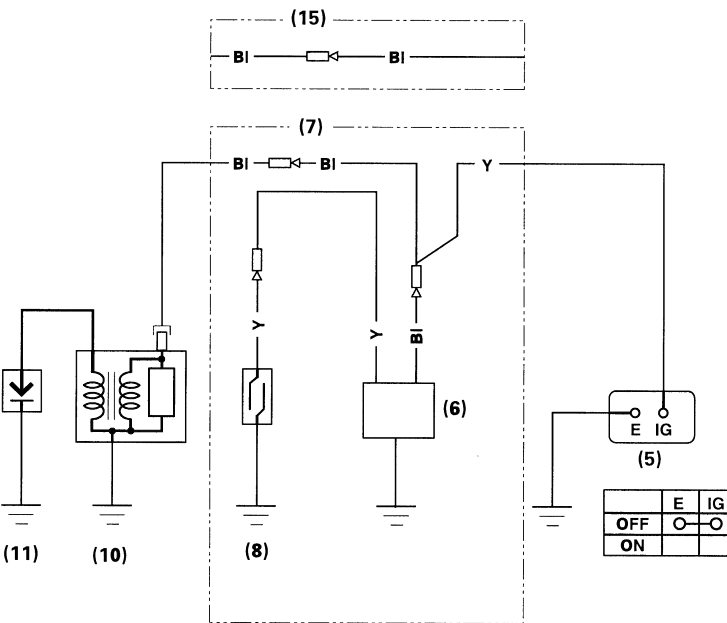 (15)
Bl Bl
(7)
Bl Bl Y
Y Y Bl
(6)
E IG
(5)
E IG
OFF
ON
(11) (10) (8)